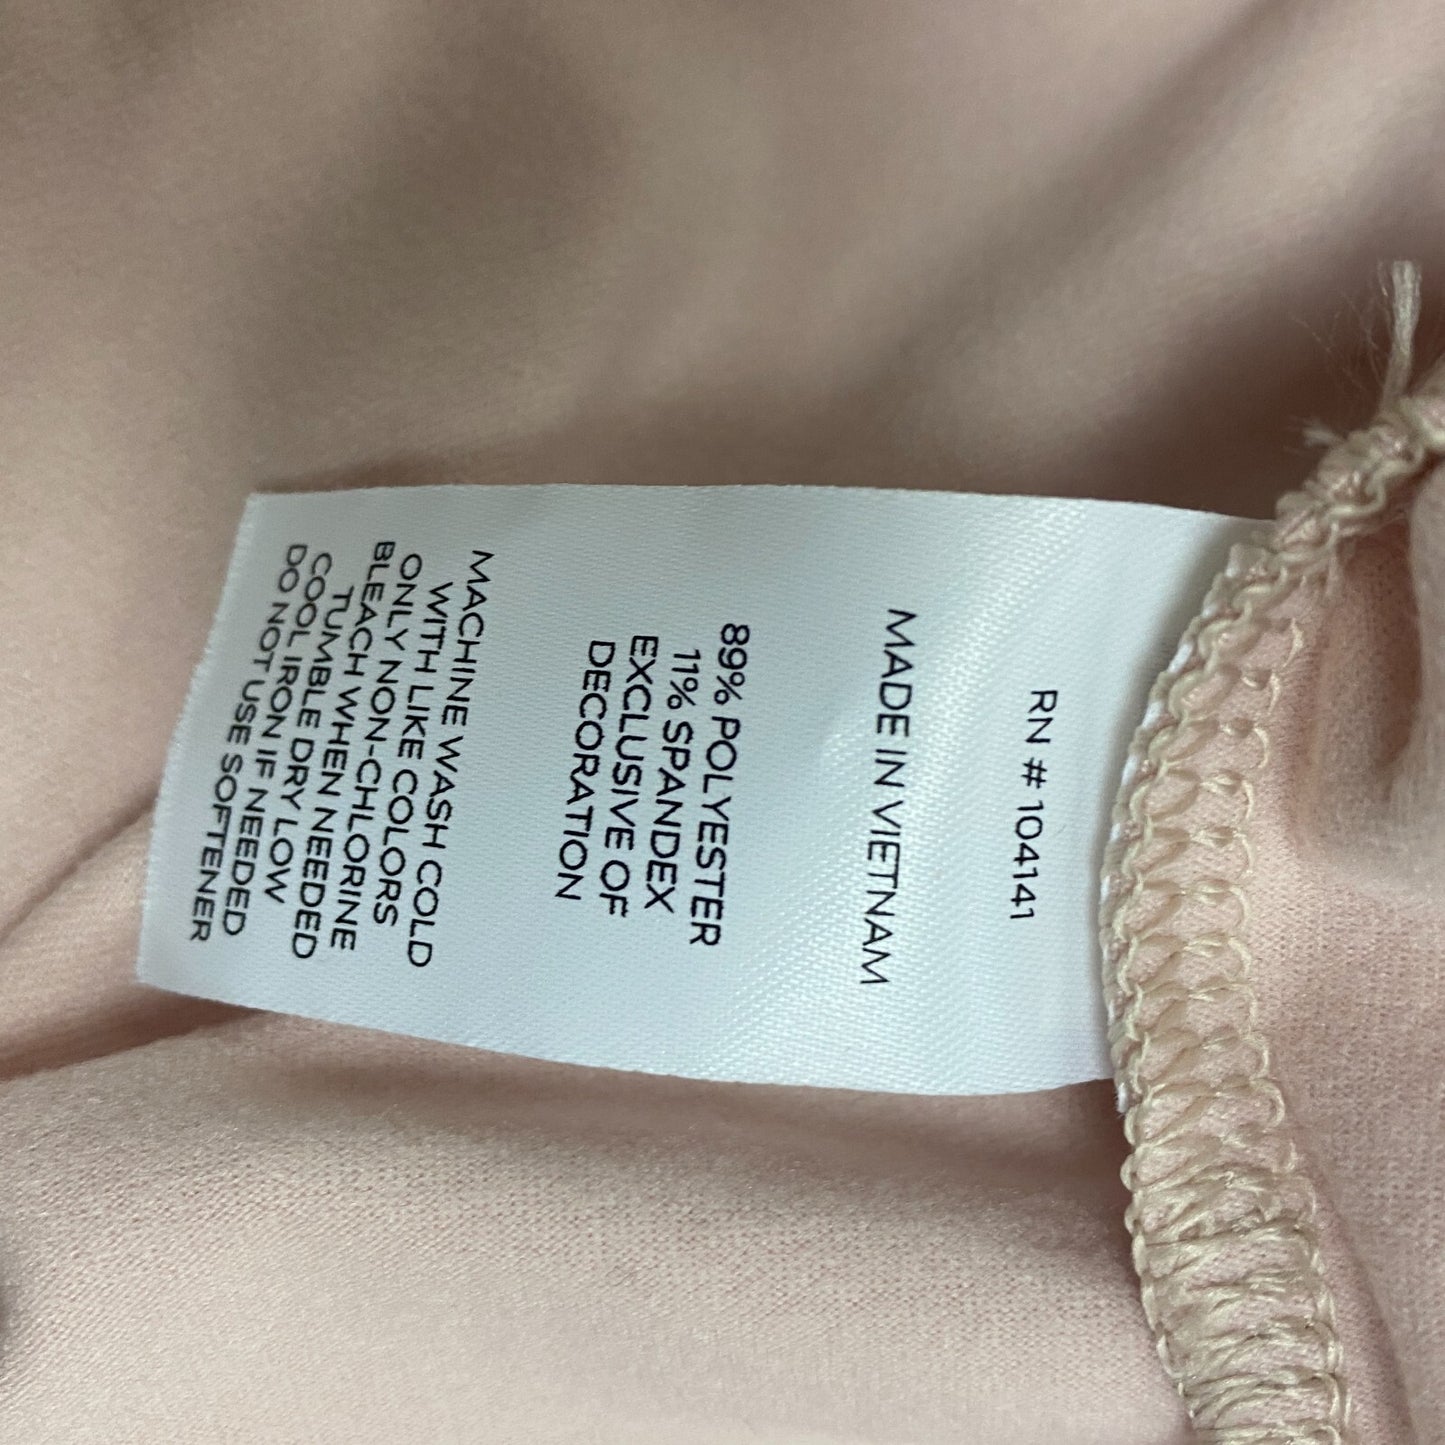 RN # 104141
MADE IN VIETNAM
89% POLYESTER
11% SPANDEX
EXCLUSIVE OF
DECORATION
MACHINE WASH COLD
WITH LIKE COLORS
ONLY NON-CHLORINE
BLEACH WHEN NEEDED
TUMBLE DRY LOW
COOL IRON IF NEEDED
DO NOT USE SOFTENER